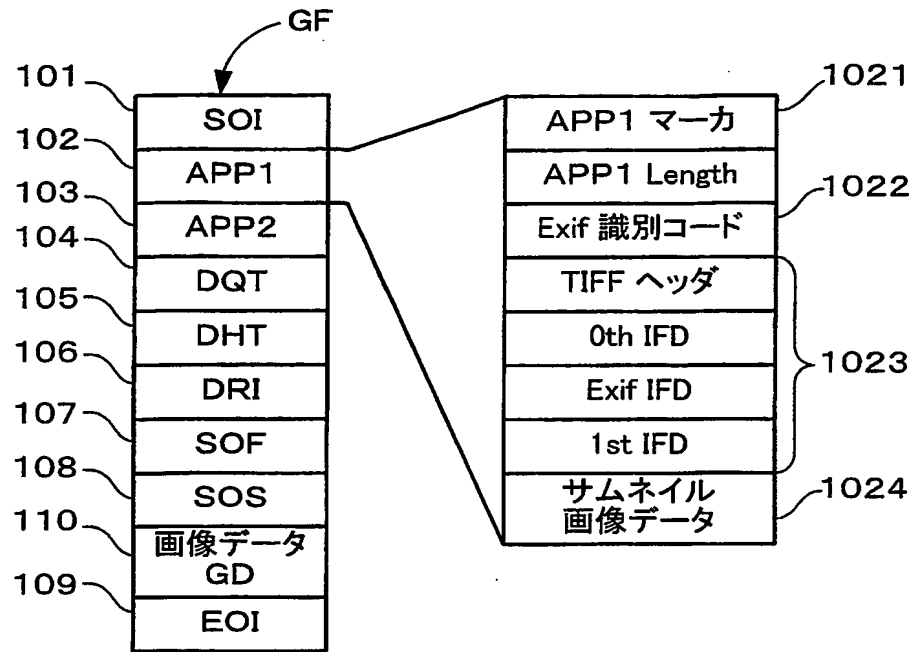 GF
101
SOI
102
APP1
103
APP2
104
DQT
105
DHT
106
DRI
107
SOF
108
SOS
110
画像データ
GD
109
EOI
1021
APP1 マーカ
APP1 Length
1022
Exif 識別コード
TIFF ヘッダ
0th IFD
Exif IFD
1023
1st IFD
サムネイル
画像データ
1024